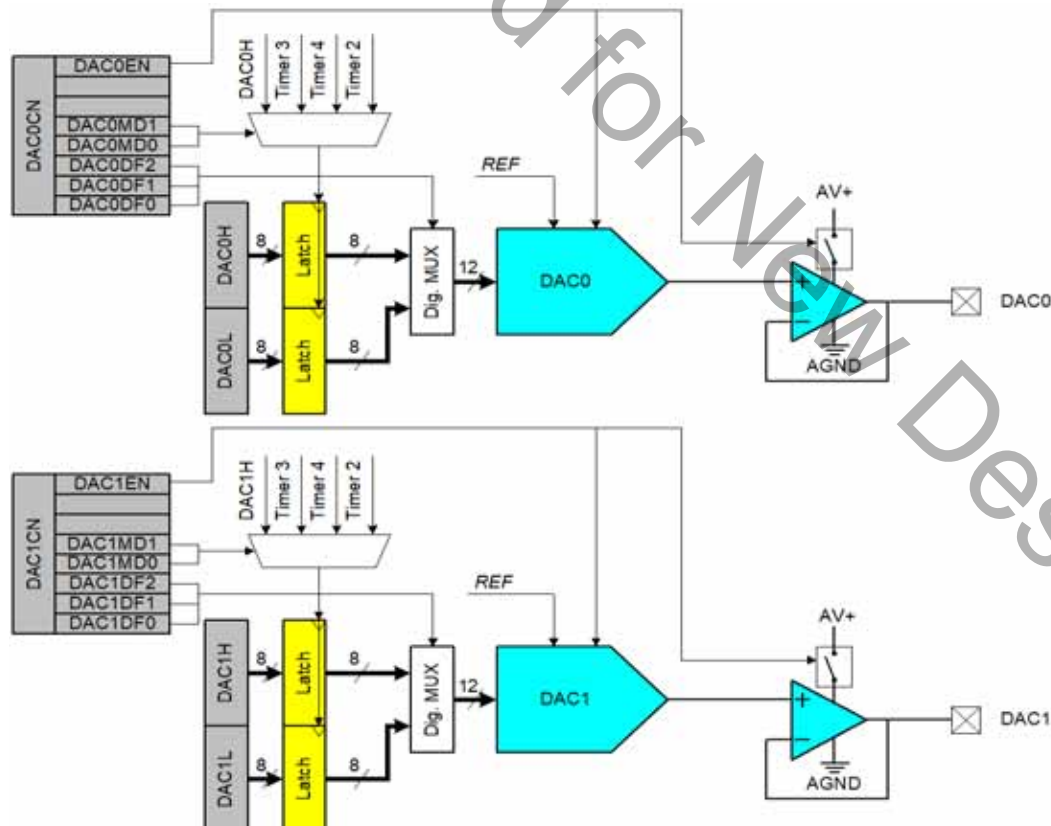 DAC0EN
DAC0CN
DAC0MD1
DAC0MD0
DAC0DF2
DAC0DF1
DAC0DF0
DAC0H
Timer 3
Timer 4
Timer 2
REF
AV+
DAC0H
8
Latch
8
Dig. MUX
12
DAC0
+
−
DAC0
AGND
DAC0L
8
Latch
8
DAC1EN
DAC1CN
DAC1MD1
DAC1MD0
DAC1DF2
DAC1DF1
DAC1DF0
DAC1H
Timer 3
Timer 4
Timer 2
REF
AV+
DAC1H
8
Latch
8
Dig. MUX
12
DAC1
+
−
DAC1
AGND
DAC1L
8
Latch
8
for New Des